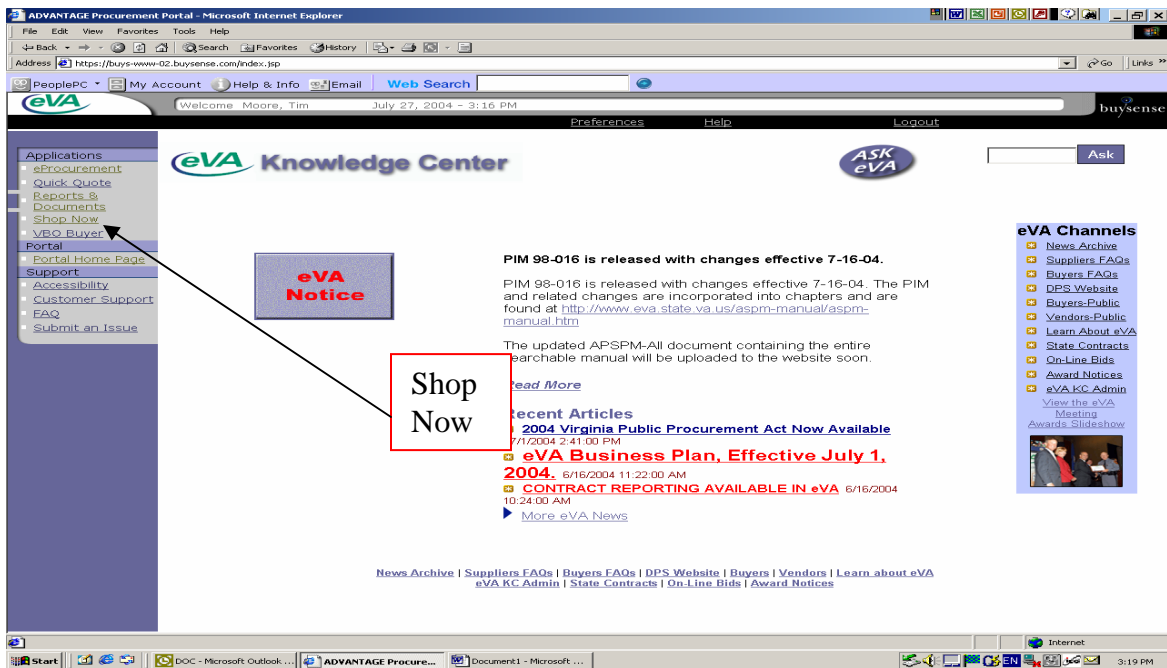 ADVANTAGE Procurement Portal - Microsoft Internet Explorer
File Edit View Favorites Tools Help
Back Search Favorites History
Address https://buys-www-02.buysense.com/index.jsp Go Links »
PeoplePC My Account Help & Info Email Web Search
eVA Welcome Moore, Tim July 27, 2004 - 3:16 PM buysense
Preferences Help Logout
Applications
eProcurement
Quick Quote
Reports &
Documents
Shop Now
VBO Buyer
Portal
Portal Home Page
Support
Accessibility
Customer Support
FAQ
Submit an Issue
eVA Knowledge Center
ASK
eVA
Ask
eVA
Notice
Shop
Now
PIM 98-016 is released with changes effective 7-16-04.
PIM 98-016 is released with changes effective 7-16-04. The PIM
and related changes are incorporated into chapters and are
found at http://www.eva.state.va.us/aspm-manual/aspm-
manual.htm
The updated APSPM-All document containing the entire
searchable manual will be uploaded to the website soon.
Read More
Recent Articles
2004 Virginia Public Procurement Act Now Available
7/1/2004 2:41:00 PM
eVA Business Plan, Effective July 1,
2004. 6/16/2004 11:22:00 AM
CONTRACT REPORTING AVAILABLE IN eVA 6/16/2004
10:24:00 AM
More eVA News
eVA Channels
News Archive
Suppliers FAQs
Buyers FAQs
DPS Website
Buyers-Public
Vendors-Public
Learn About eVA
State Contracts
On-Line Bids
Award Notices
eVA KC Admin
View the eVA
Meeting
Awards Slideshow
News Archive | Suppliers FAQs | Buyers FAQs | DPS Website | Buyers | Vendors | Learn about eVA
eVA KC Admin | State Contracts | On-Line Bids | Award Notices
Internet
Start DOC - Microsoft Outlook ... ADVANTAGE Procure... Document1 - Microsoft ... EN 3:19 PM